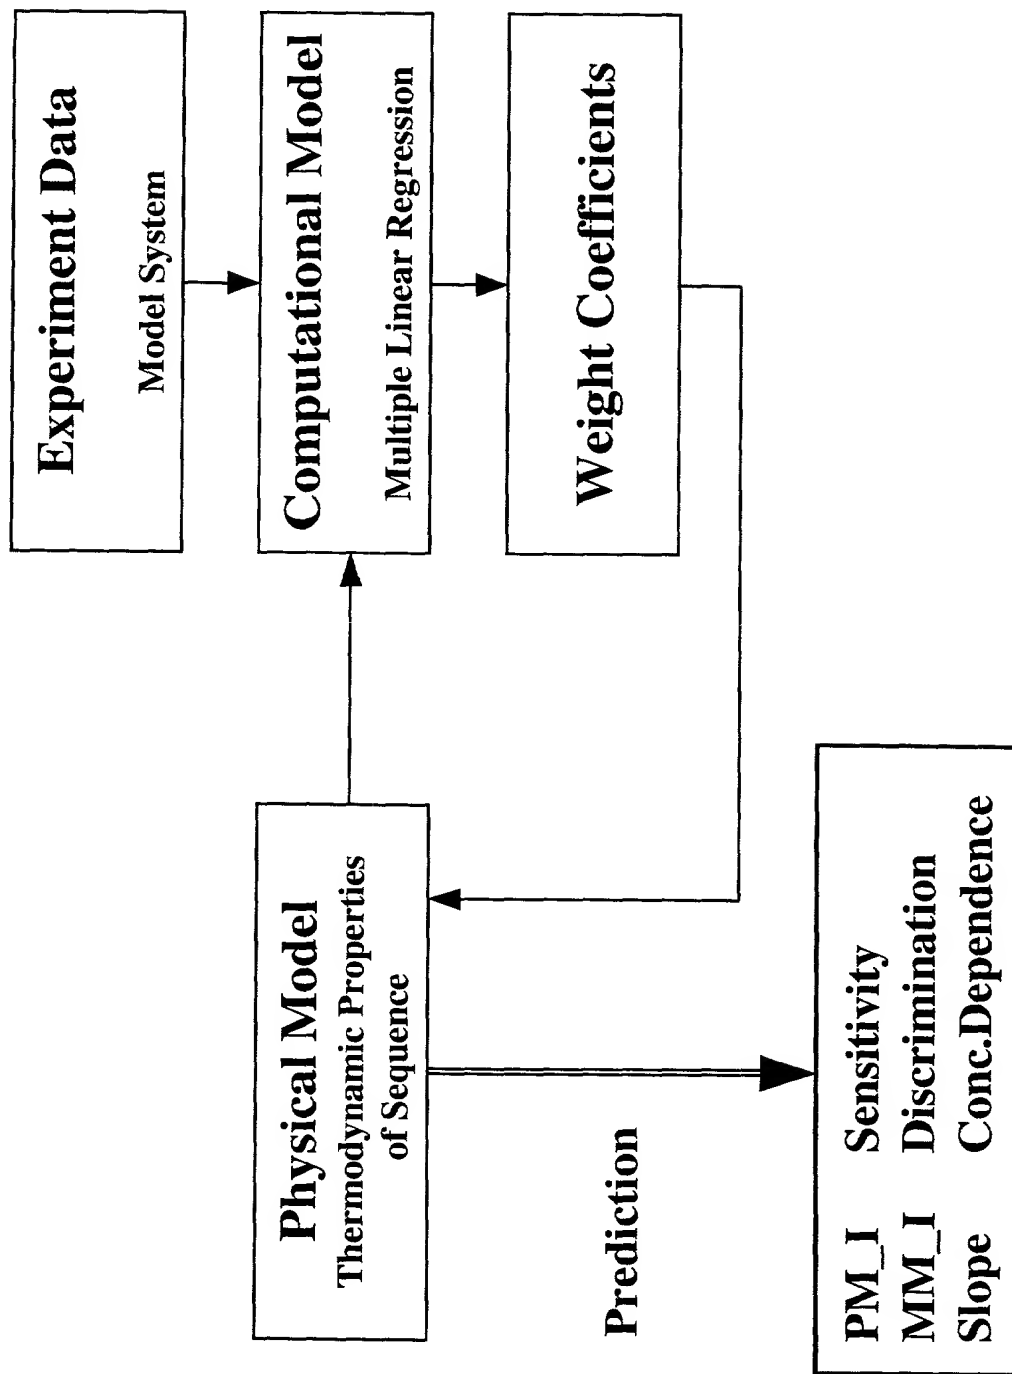 Experiment Data
Model System
Physical Model
Thermodynamic Properties
of Sequence
Computational Model
Multiple Linear Regression
Weight Coefficients
Prediction
PM_I Sensitivity
MM_I Discrimination
Slope Conc.Dependence